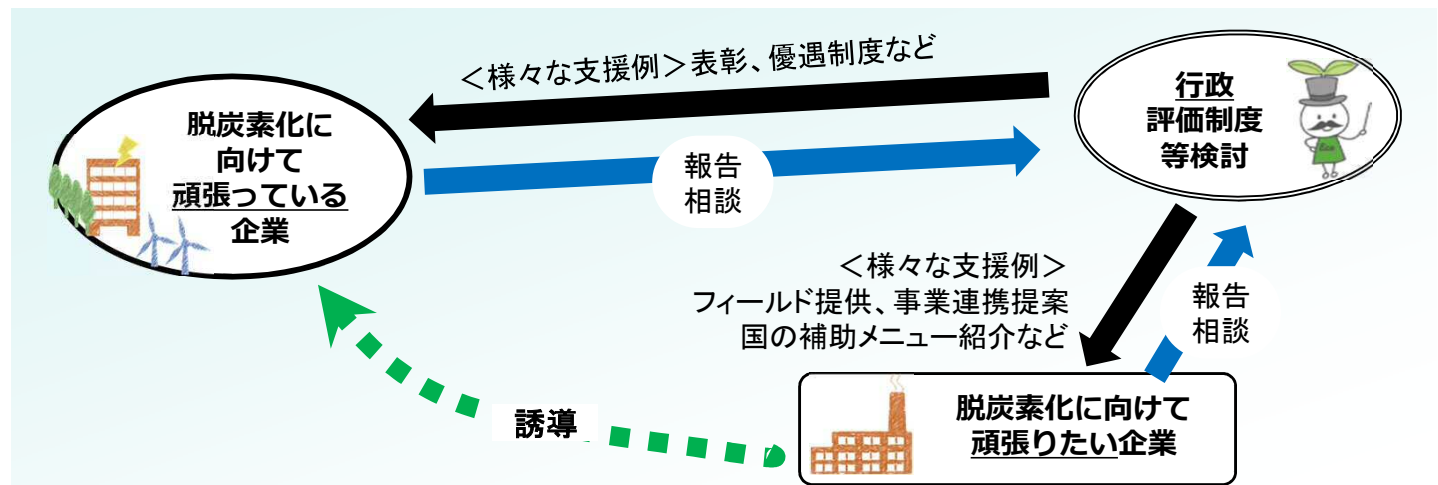 ＜様々な支援例＞表彰、優遇制度など
脱炭素化に
向けて
頑張っている
企業
行政
評価制度
等検討
Eco
報告
相談
＜様々な支援例＞
フィールド提供、事業連携提案
国の補助メニュー紹介など
報告
相談
誘導
脱炭素化に向けて
頑張りたい企業